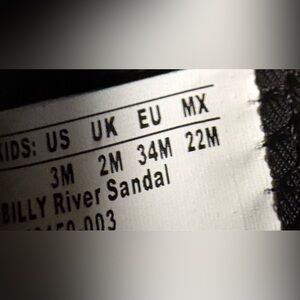 KIDS: US UK EU MX
3M 2M 34M 22M
BILLY River Sandal